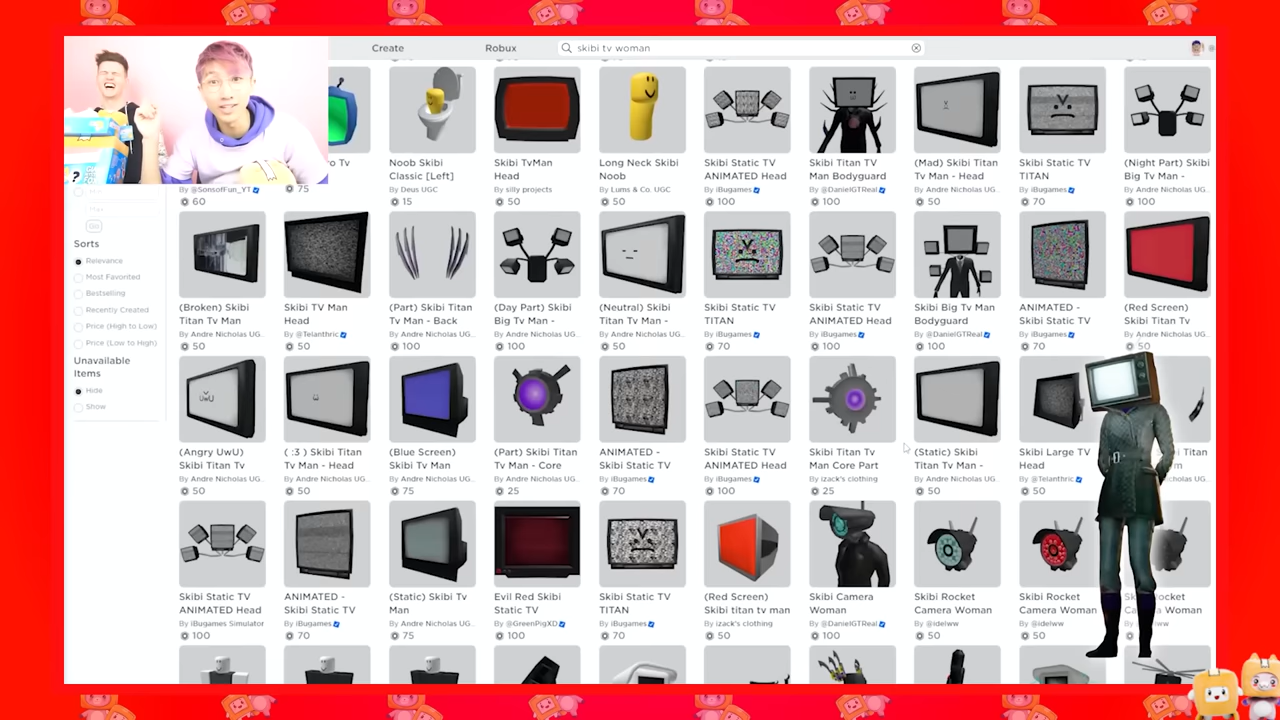 Create
Robux
skibi tv woman
By @SonsofFun_YT
60
75
Noob Skibi
Classic [Left]
By Deus UGC
15
Skibi TvMan
Head
By silly projects
50
Long Neck Skibi
Noob
By Lums & Co. UGC
50
Skibi Static TV
ANIMATED Head
By iBugames
100
Skibi Titan TV
Man Bodyguard
By @DanielGTReal
100
(Mad) Skibi Titan
Tv Man - Head
By Andre Nicholas UG..
50
Skibi Static TV
TITAN
By iBugames
70
(Night Part) Skibi
Big Tv Man -
By Andre Nicholas UG..
100
Go
Sorts
Relevance
Most Favorited
Bestselling
Recently Created
Price (High to Low)
Price (Low to High)
Unavailable
Items
Hide
Show
(Broken) Skibi
Titan Tv Man
By Andre Nicholas UG..
50
Skibi TV Man
Head
By @Telanthric
50
(Part) Skibi Titan
Tv Man - Back
By Andre Nicholas UG..
100
(Day Part) Skibi
Big Tv Man -
By Andre Nicholas UG..
100
(Neutral) Skibi
Titan Tv Man -
By Andre Nicholas UG..
50
Skibi Static TV
TITAN
By iBugames
70
Skibi Static TV
ANIMATED Head
By iBugames
100
Skibi Big Tv Man
Bodyguard
By @DanielGTReal
100
ANIMATED -
Skibi Static TV
By iBugames
70
(Red Screen)
Skibi Titan Tv
By Andre Nicholas UG..
50
UwU
(Angry UwU)
Skibi Titan Tv
By Andre Nicholas UG..
50
( :3 ) Skibi Titan
Tv Man - Head
By Andre Nicholas UG..
50
(Blue Screen)
Skibi Tv Man
By Andre Nicholas UG..
75
(Part) Skibi Titan
Tv Man - Core
By Andre Nicholas UG..
25
ANIMATED -
Skibi Static TV
By iBugames
70
Skibi Static TV
ANIMATED Head
By iBugames
100
Skibi Titan Tv
Man Core Part
By izack's clothing
25
(Static) Skibi
Titan Tv Man -
By Andre Nicholas UG..
50
Skibi Large TV
Head
By @Telanthric
50
Titan
cholas UG..
Skibi Static TV
ANIMATED Head
By iBugames Simulator
100
ANIMATED -
Skibi Static TV
By iBugames
70
(Static) Skibi Tv
Man
By Andre Nicholas UG..
75
Evil Red Skibi
Static TV
By @GreenPigXD
100
Skibi Static TV
TITAN
By iBugames
70
(Red Screen)
Skibi titan tv man
By izack's clothing
50
Skibi Camera
Woman
By @DanielGTReal
100
Skibi Rocket
Camera Woman
By @idelww
50
Skibi Rocket
Camera Woman
By @idelww
50